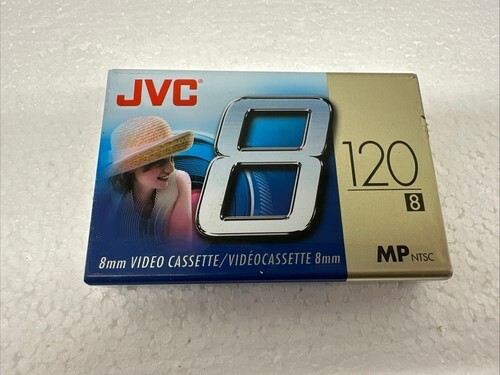 JVC
8
120
8
8mm VIDEO CASSETTE/VIDÉOCASSETTE 8mm
MP NTSC